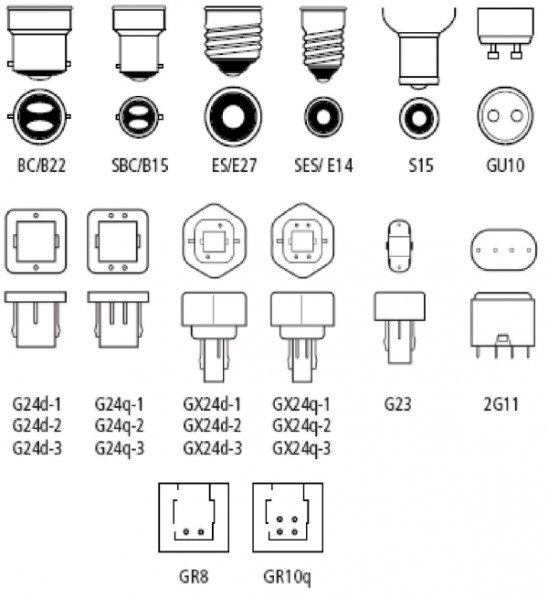 BC/B22 SBC/B15 ES/E27 SES/ E14 S15 GU10
G24d-1 G24q-1 GX24d-1 GX24q-1 G23 2G11
G24d-2 G24q-2 GX24d-2 GX24q-2
G24d-3 G24q-3 GX24d-3 GX24q-3
GR8 GR10q